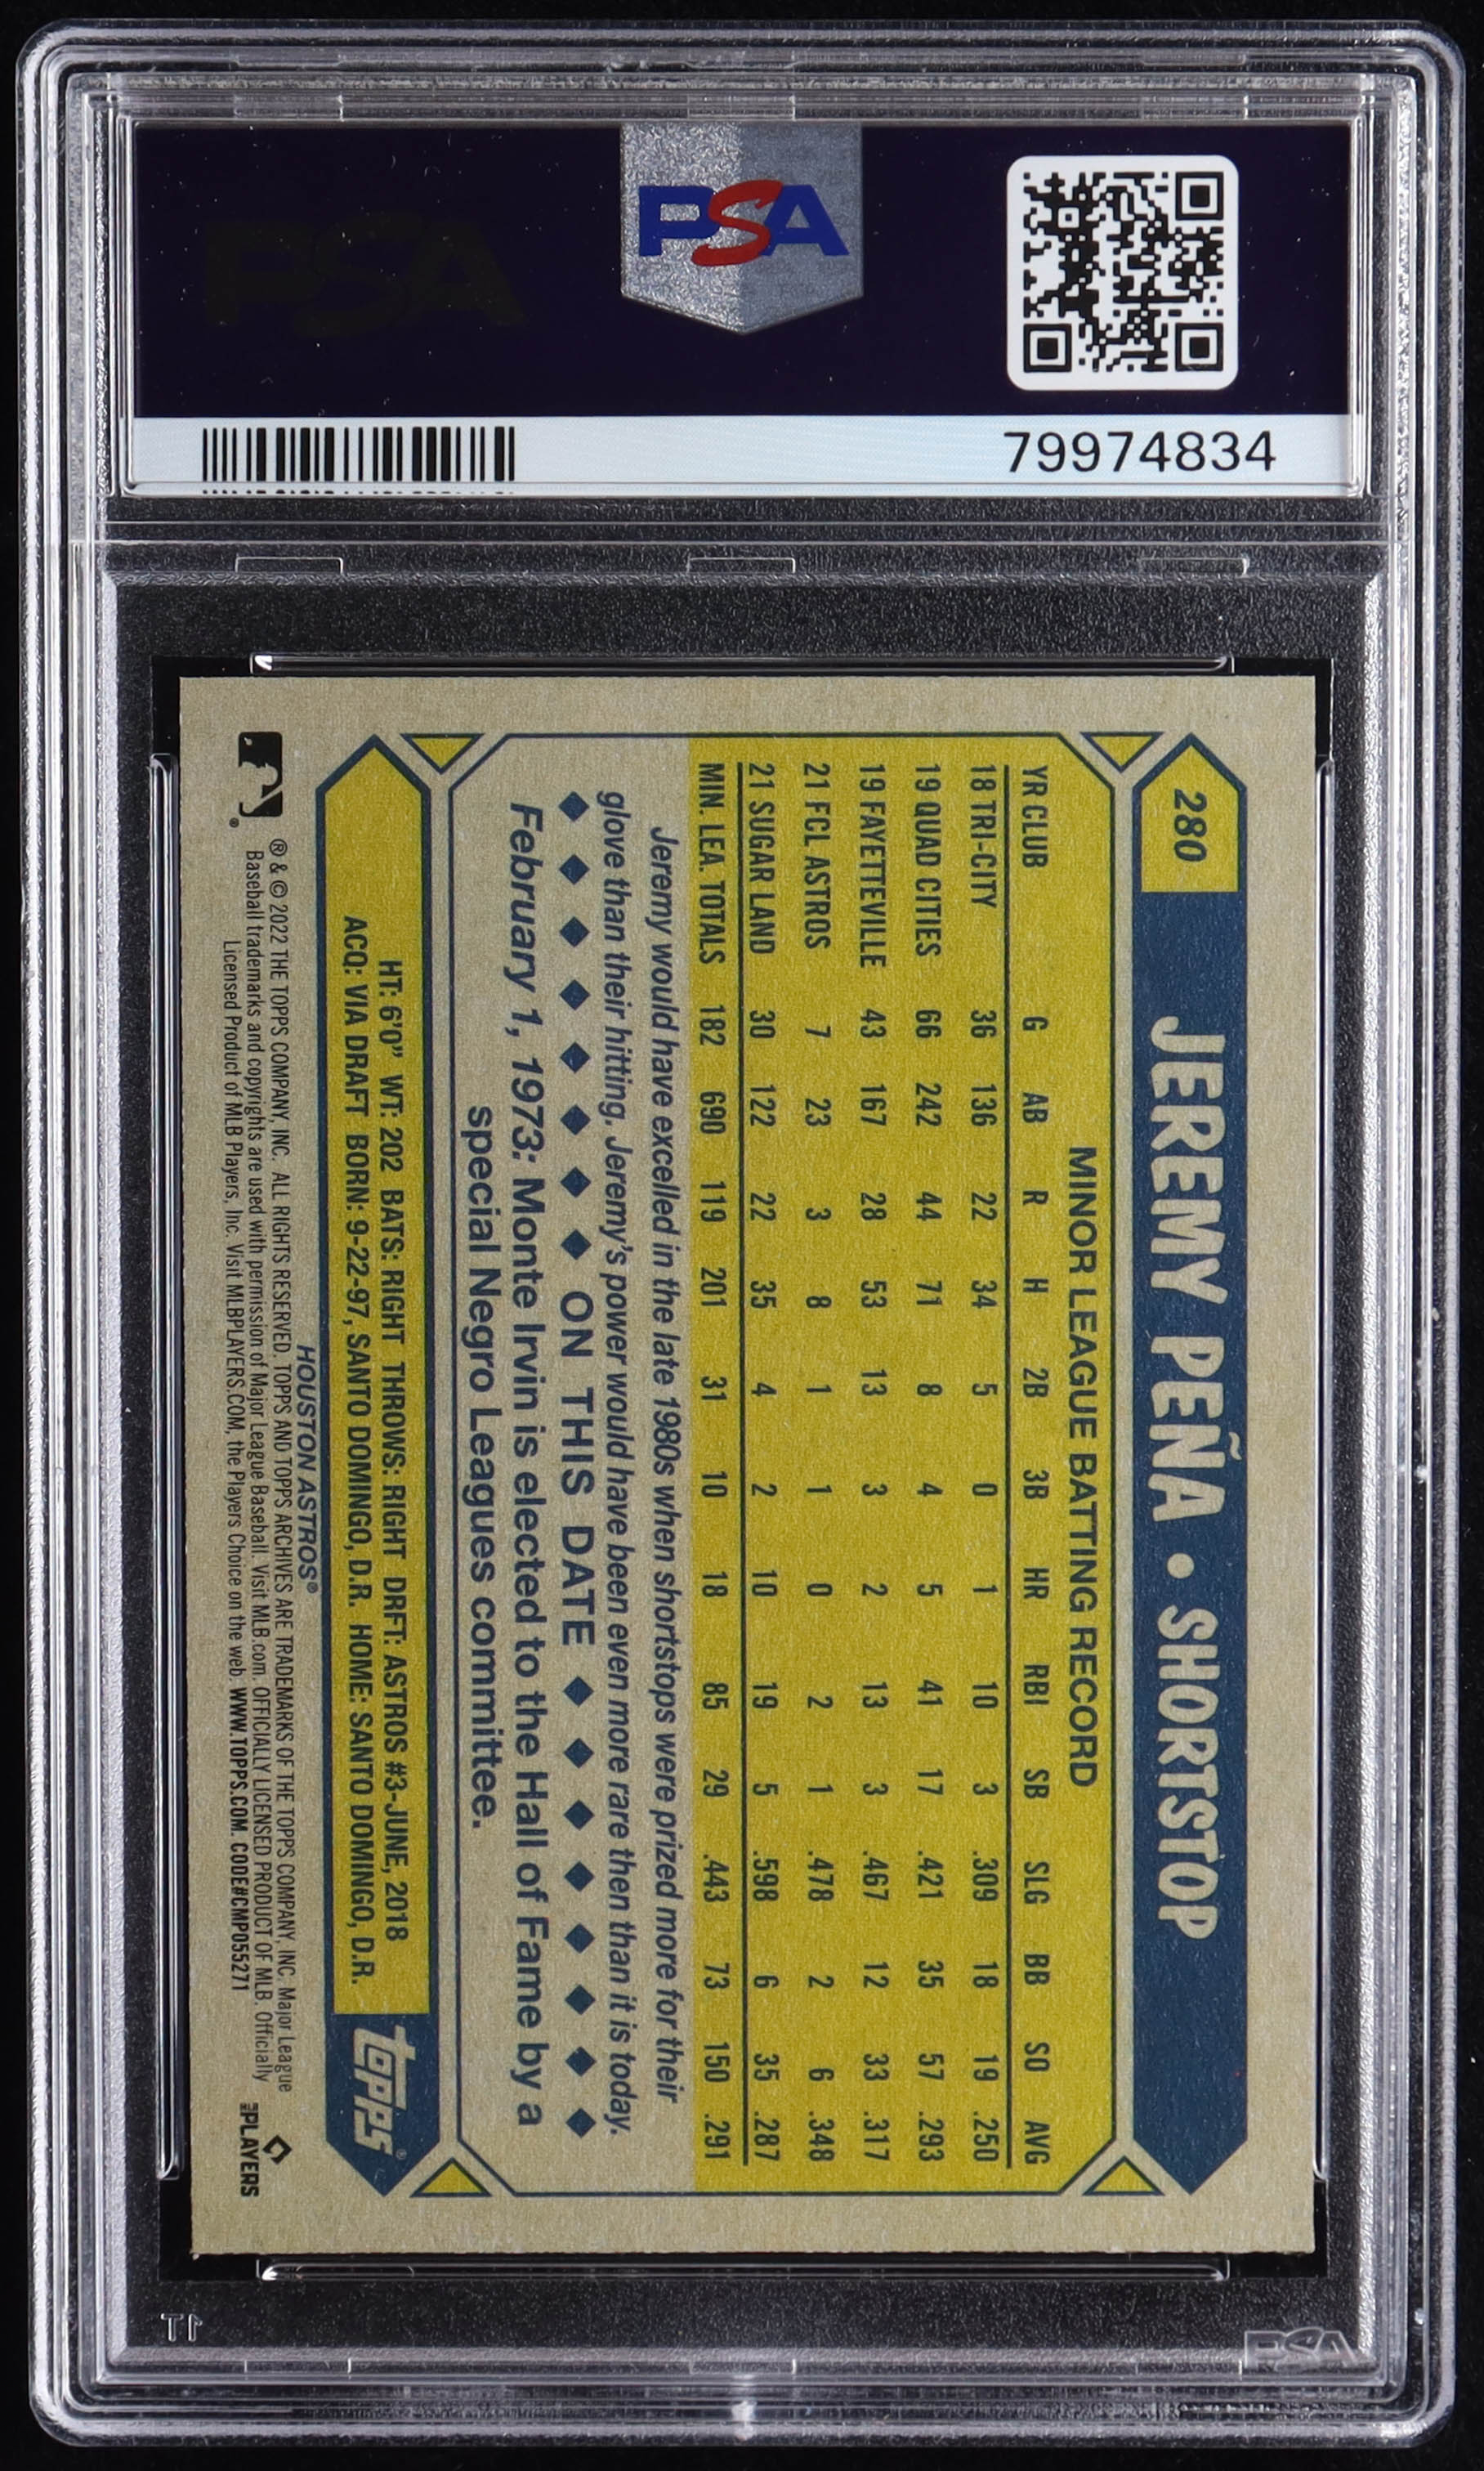 PSA
PSA
79974834
280
JEREMY PEÑA • SHORTSTOP
MINOR LEAGUE BATTING RECORD
YR CLUB G AB R H 2B 3B HR RBI SB SLG BB SO AVG
18 TRI-CITY 36 136 22 34 5 0 1 10 3 .309 18 19 .250
19 QUAD CITIES 66 242 44 71 8 4 5 41 17 .421 35 57 .293
19 FAYETTEVILLE 43 167 28 53 13 3 2 13 3 .467 12 33 .317
21 FCL ASTROS 7 23 3 8 1 1 0 2 1 .478 2 6 .348
21 SUGAR LAND 30 122 22 35 4 2 10 19 5 .598 6 35 .287
MIN. LEA. TOTALS 182 690 119 201 31 10 18 85 29 .443 73 150 .291
Jeremy would have excelled in the late 1980s when shortstops were prized more for their
glove than their hitting. Jeremy's power would have been even more rare then than it is today.
◆ ◆ ◆ ◆ ◆ ◆ ◆ ◆ ON THIS DATE ◆ ◆ ◆ ◆ ◆ ◆ ◆ ◆
February 1, 1973: Monte Irvin is elected to the Hall of Fame by a
special Negro Leagues committee.
HT: 6'0" WT: 202 BATS: RIGHT THROWS: RIGHT DRFT: ASTROS #3-JUNE, 2018
ACQ: VIA DRAFT BORN: 9-22-97, SANTO DOMINGO, D.R. HOME: SANTO DOMINGO, D.R.
topps®
HOUSTON ASTROS®
® & © 2022 THE TOPPS COMPANY, INC. ALL RIGHTS RESERVED. TOPPS AND TOPPS ARCHIVES ARE TRADEMARKS OF THE TOPPS COMPANY, INC. Major League
Baseball trademarks and copyrights are used with permission of Major League Baseball. Visit MLB.com. OFFICIALLY LICENSED PRODUCT OF MLB. Officially
Licensed Product of MLB Players, Inc. Visit MLBPLAYERS.COM, the Players Choice on the web. WWW.TOPPS.COM. CODE#CMP055271
MLB PLAYERS
PSA